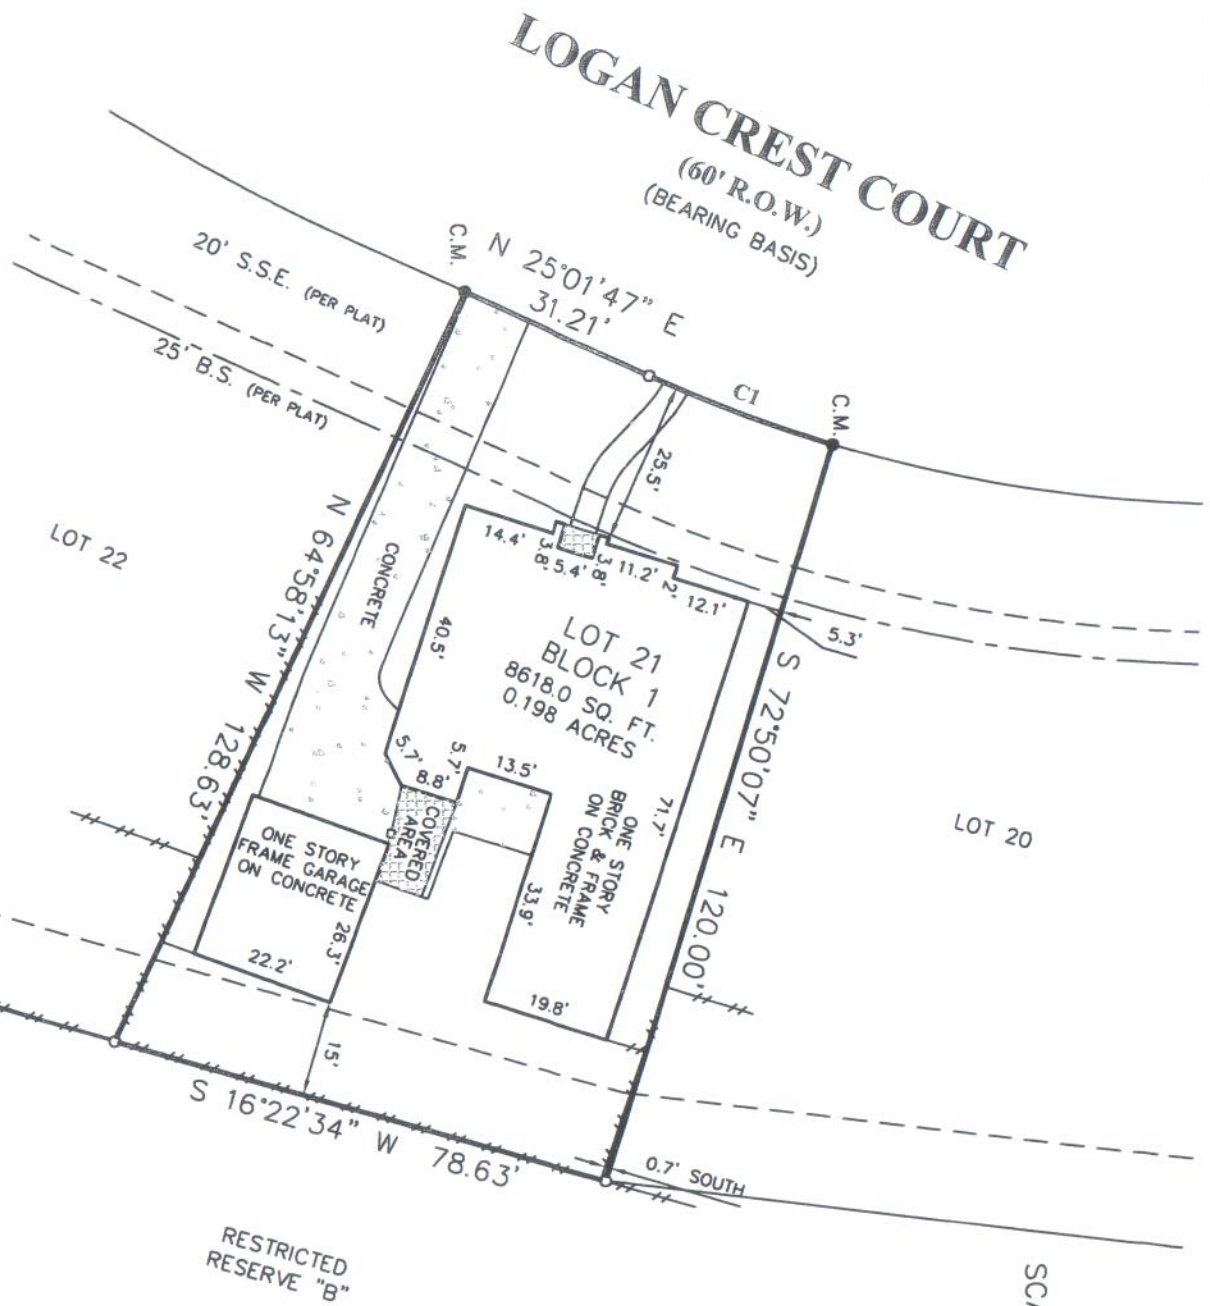 LOGAN CREST COURT
(60' R.O.W.)
(BEARING BASIS)
C.M.
N 25°01'47" E
31.21'
20' S.S.E. (PER PLAT)
25' B.S. (PER PLAT)
C1
C.M.
25.5'
LOT 22
N 64°58'13" W 128.63'
CONCRETE
14.4'
3.8'
5.4'
3.8'
11.2'
2'
12.1'
5.3'
40.5'
LOT 21
BLOCK 1
8618.0 SQ. FT.
0.198 ACRES
S 72°50'07" E 120.00'
5.7'
8.8'
5.7'
13.5'
71.7'
ONE STORY
BRICK & FRAME
ON CONCRETE
LOT 20
COVERED
AREA
ONE STORY
FRAME GARAGE
ON CONCRETE
33.9'
26.3'
22.2'
19.8'
15'
S 16°22'34" W 78.63'
0.7' SOUTH
RESTRICTED
RESERVE "B"